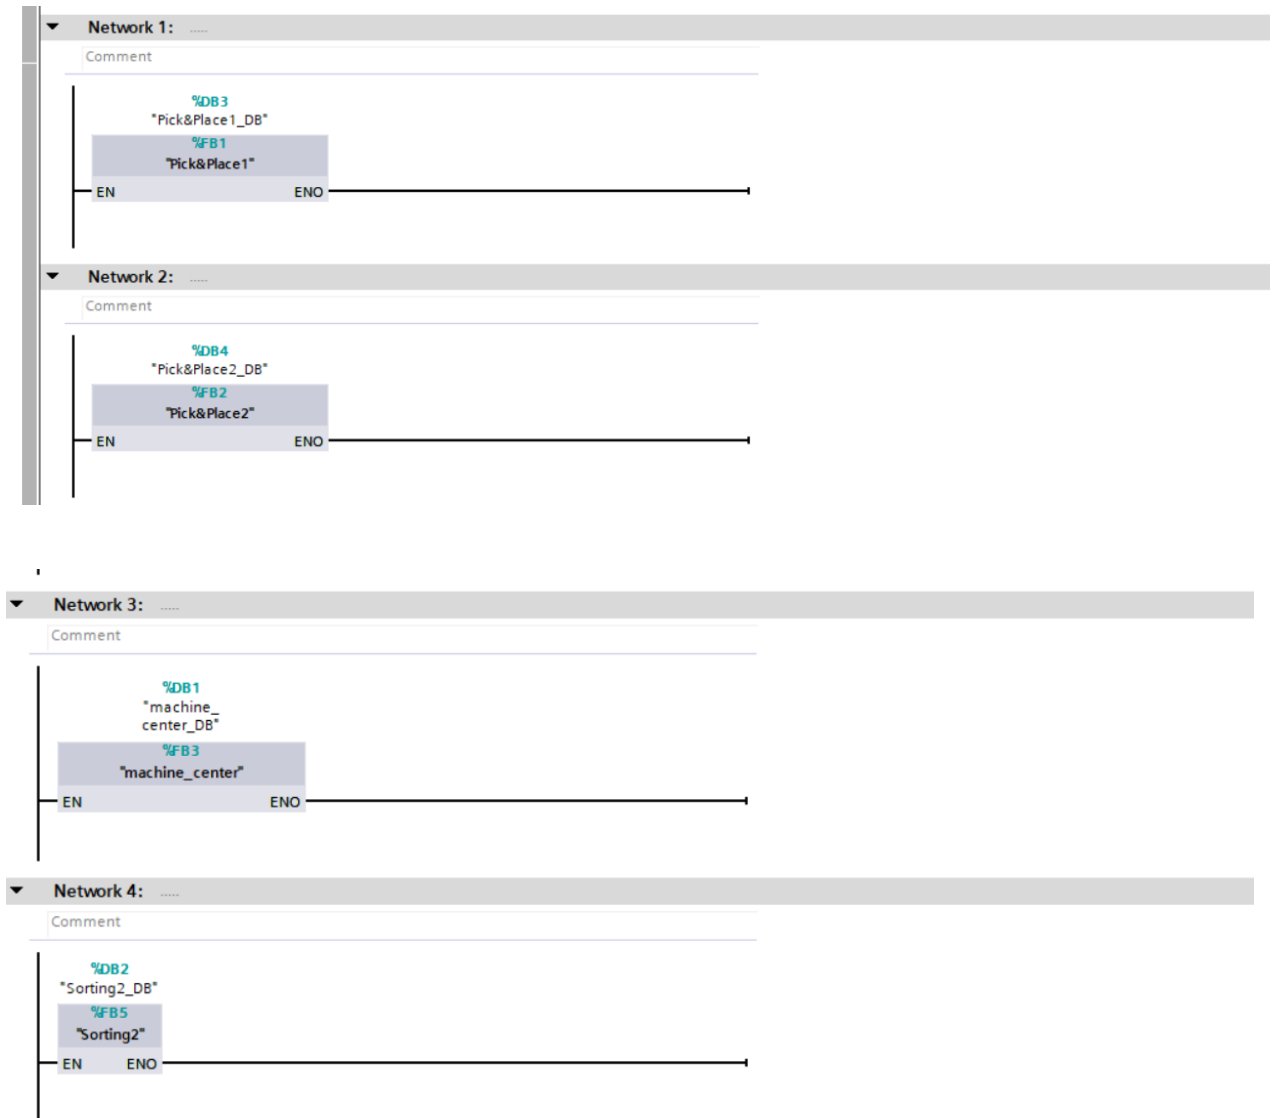 Network 1: .....
Comment
%DB3
"Pick&Place1_DB"
%FB1
"Pick&Place1"
EN ENO
Network 2: .....
Comment
%DB4
"Pick&Place2_DB"
%FB2
"Pick&Place2"
EN ENO
Network 3: .....
Comment
%DB1
"machine_
center_DB"
%FB3
"machine_center"
EN ENO
Network 4: .....
Comment
%DB2
"Sorting2_DB"
%FB5
"Sorting2"
EN ENO